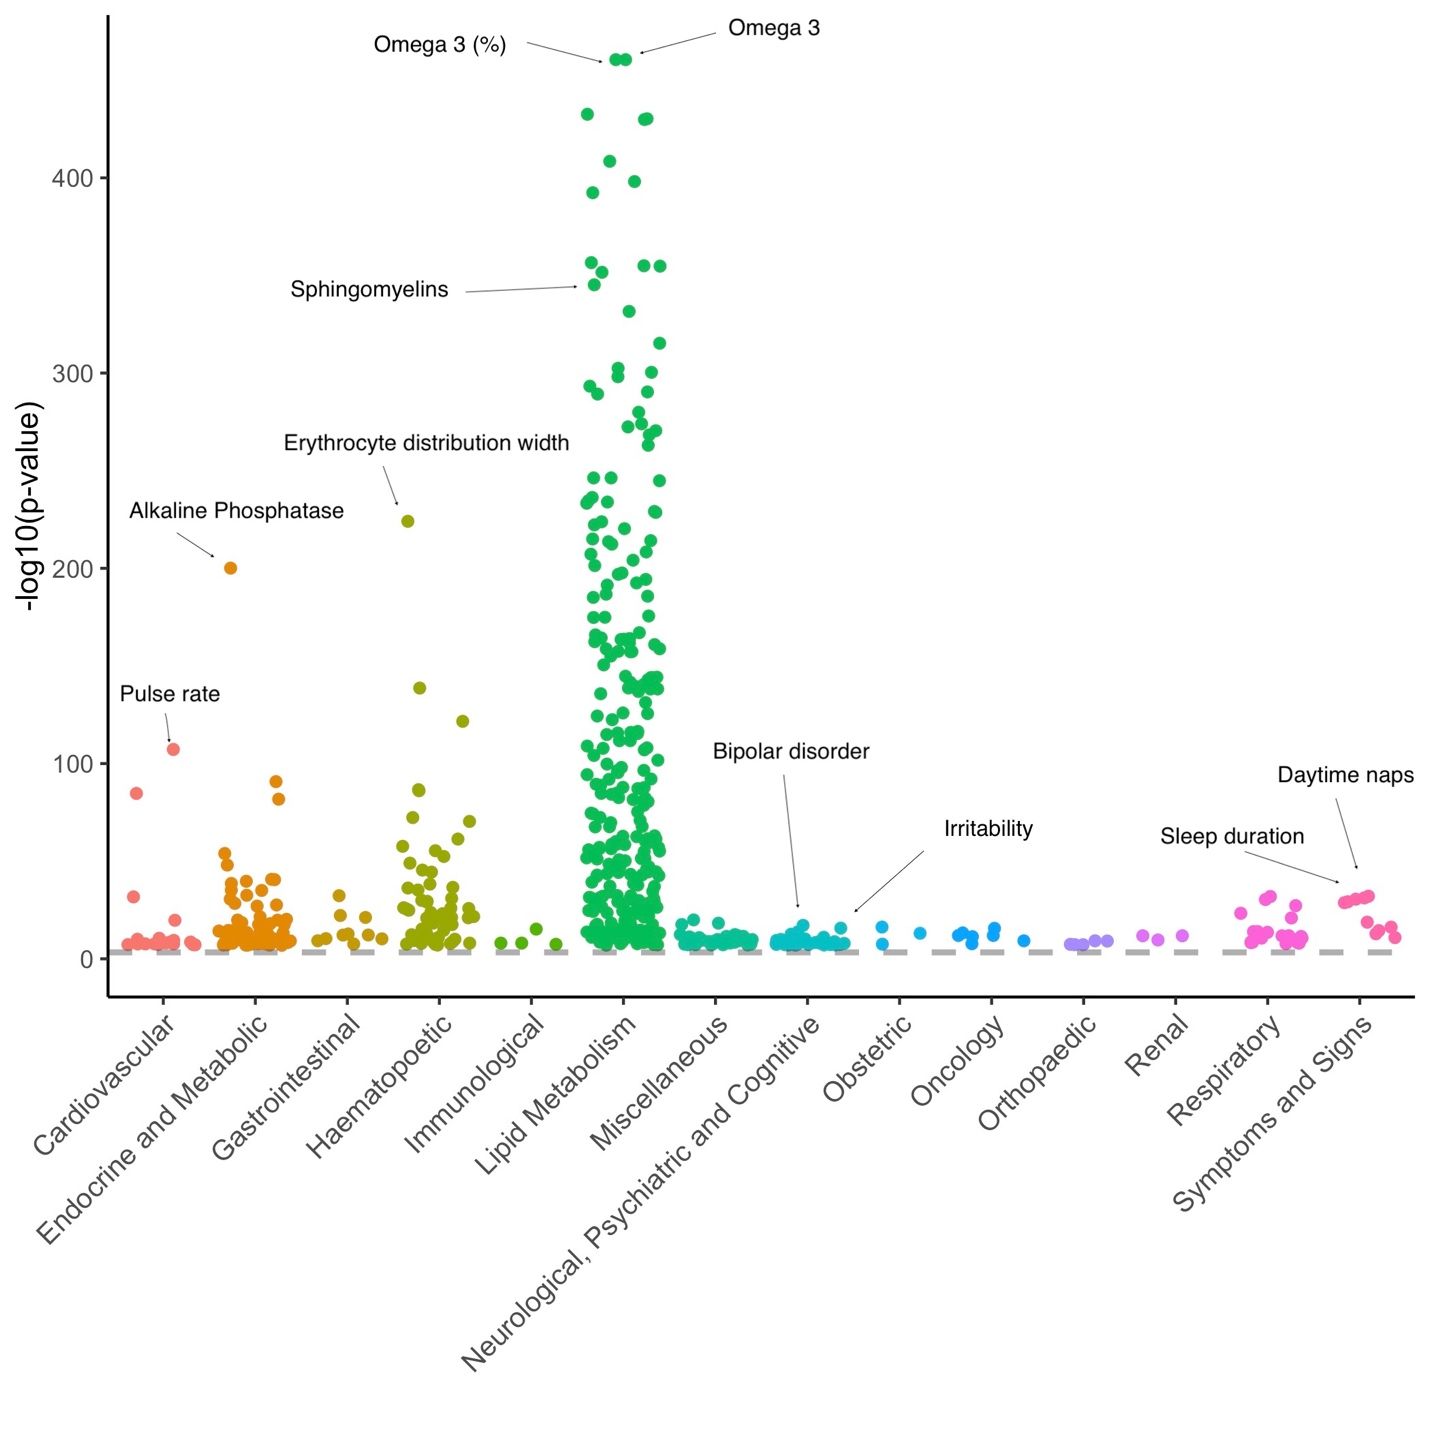 Omega 3
Omega 3 (%)
400
Sphingomyelins
300
Erythrocyte distribution width
Alkaline Phosphatase
-log10(p-value)
200
Pulse rate
Bipolar disorder
100
Daytime naps
Irritability
Sleep duration
0
Cardiovascular
Endocrine and Metabolic
Gastrointestinal
Haematopoetic
Immunological
Lipid Metabolism
Miscellaneous
Neurological, Psychiatric and Cognitive
Obstetric
Oncology
Orthopaedic
Renal
Respiratory
Symptoms and Signs